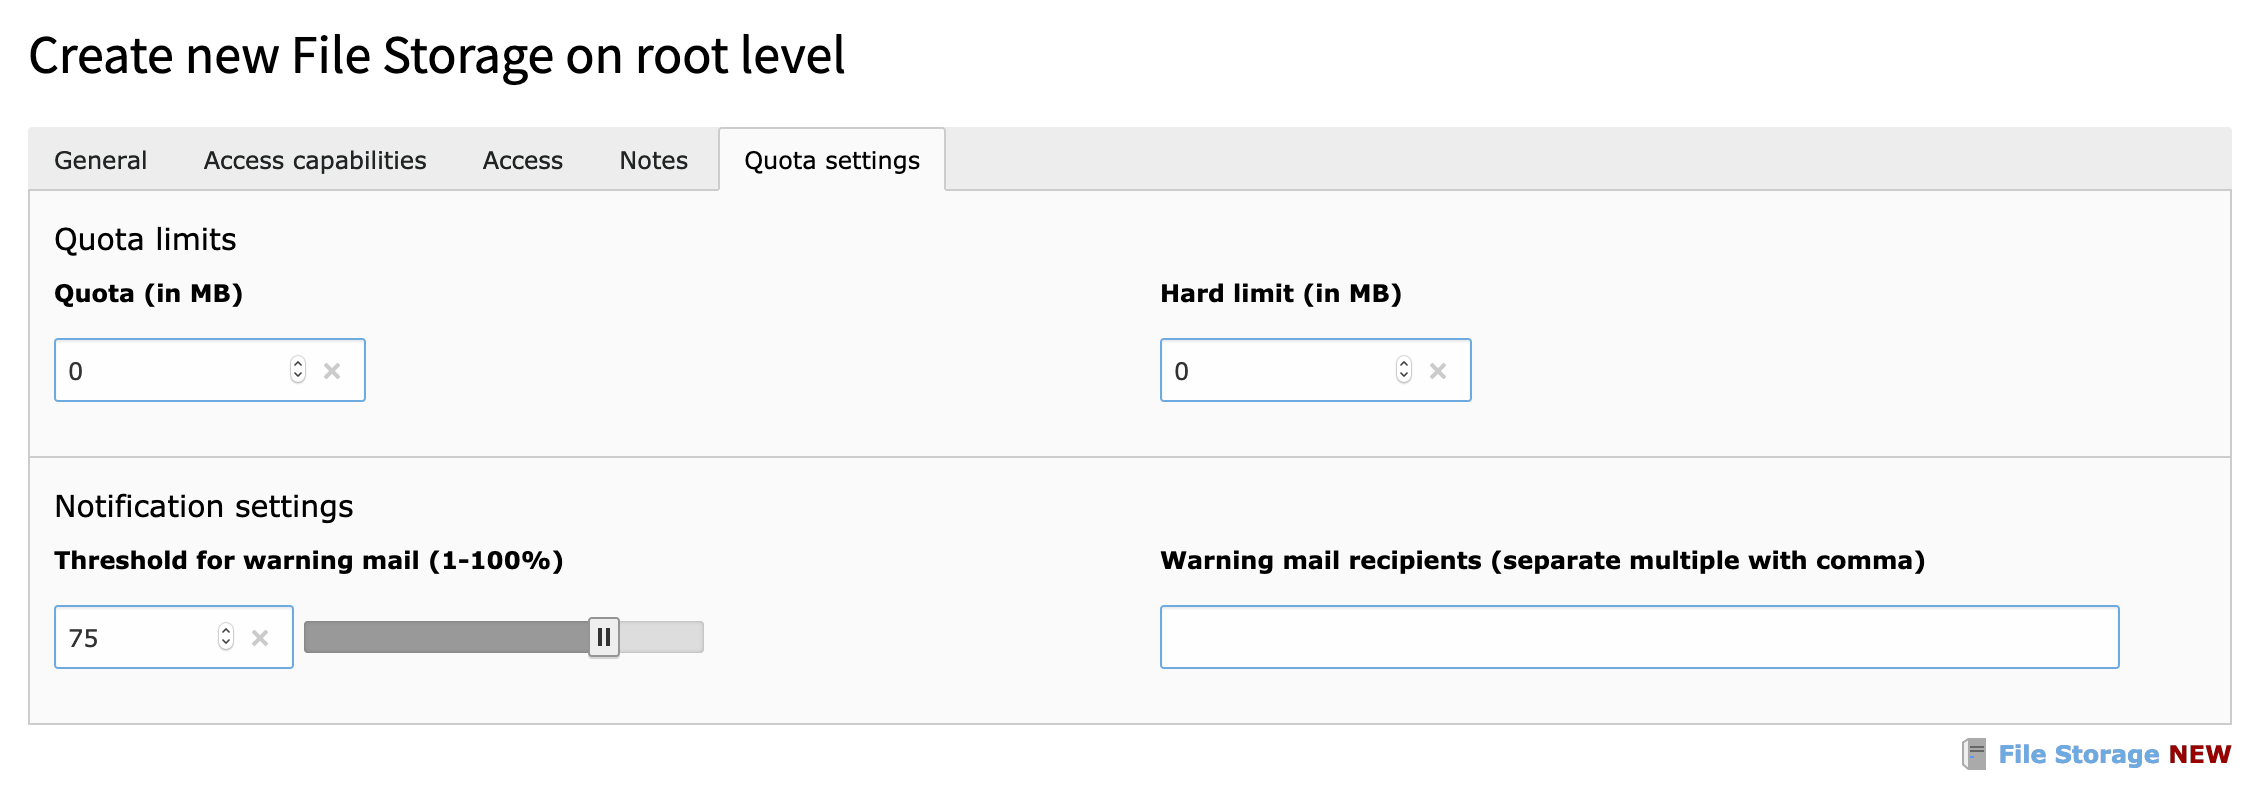 Create new File Storage on root level
General Access capabilities Access Notes Quota settings
Quota limits
Quota (in MB) Hard limit (in MB)
0 0
Notification settings
Threshold for warning mail (1-100%) Warning mail recipients (separate multiple with comma)
75
File Storage NEW